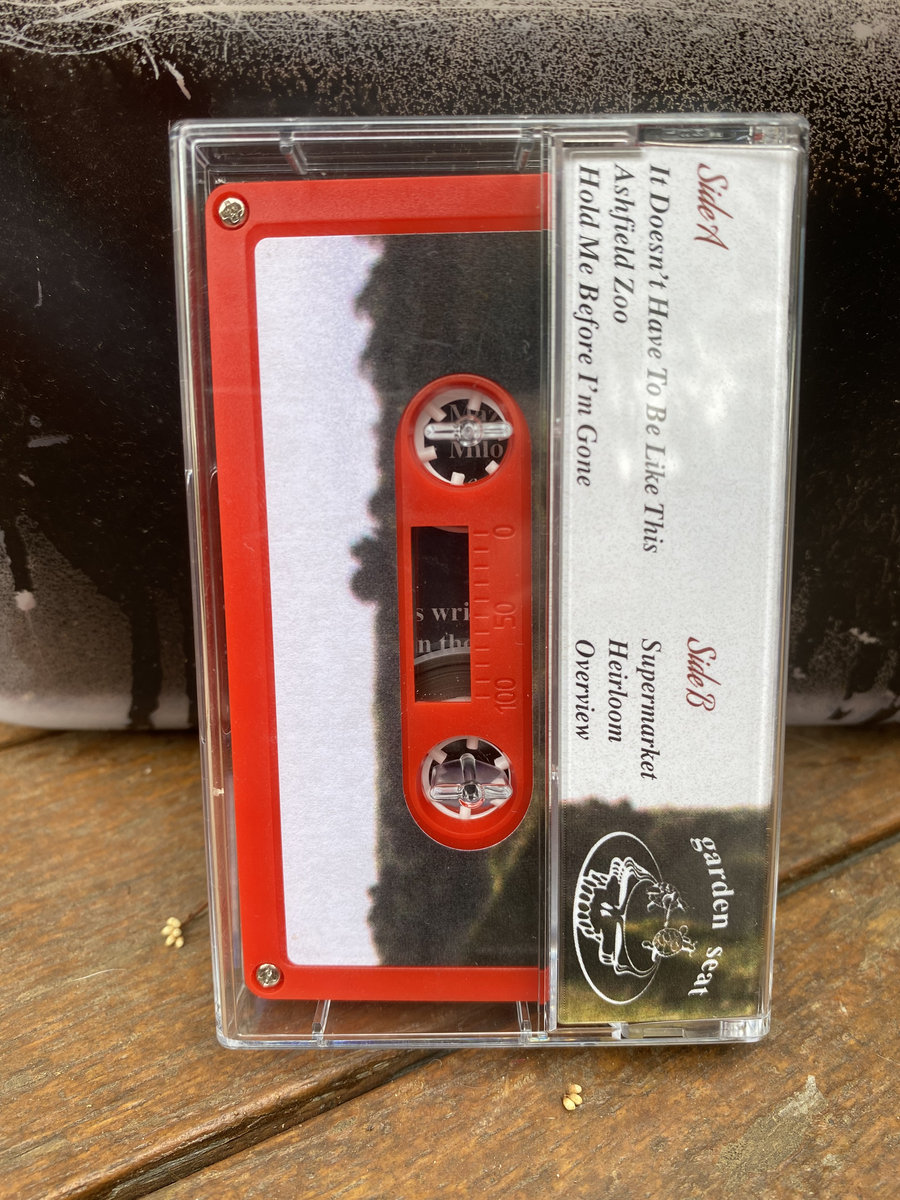 Side A
It Doesn't Have To Be Like This
Ashfield Zoo
Hold Me Before I'm Gone
Side B
Supermarket
Heirloom
Overview
garden seat
0 50 100